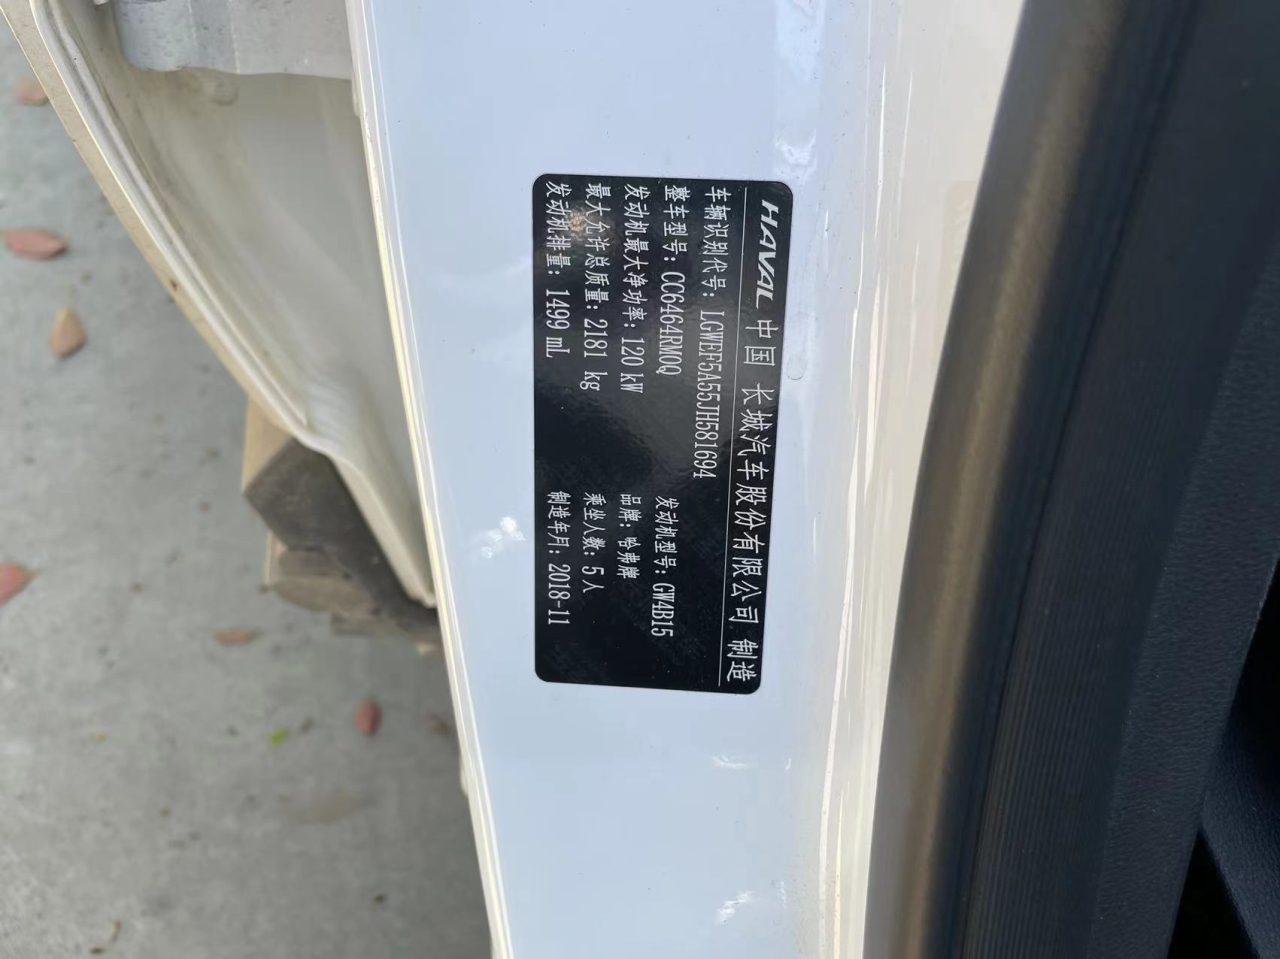 HAVAL 中国 长城汽车股份有限公司 制造
车辆识别代号：LGWEF5A55JH581694
整车型号：CC6464RM0Q 发动机型号：GW4B15
发动机最大净功率：120 kW 品牌：哈弗牌
最大允许总质量：2181 kg 乘坐人数：5 人
发动机排量：1499 mL 制造年月：2018-11